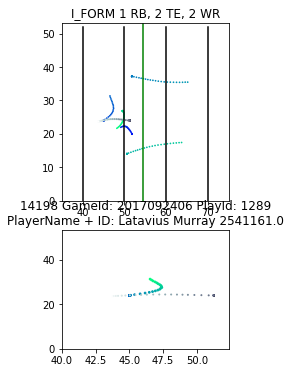 I_FORM 1 RB, 2 TE, 2 WR
50
40
30
20
10
0
40 50 60 70
14198 GameId: 2017092406 PlayId: 1289
PlayerName + ID: Latavius Murray 2541161.0
40
20
0
40.0 42.5 45.0 47.5 50.0